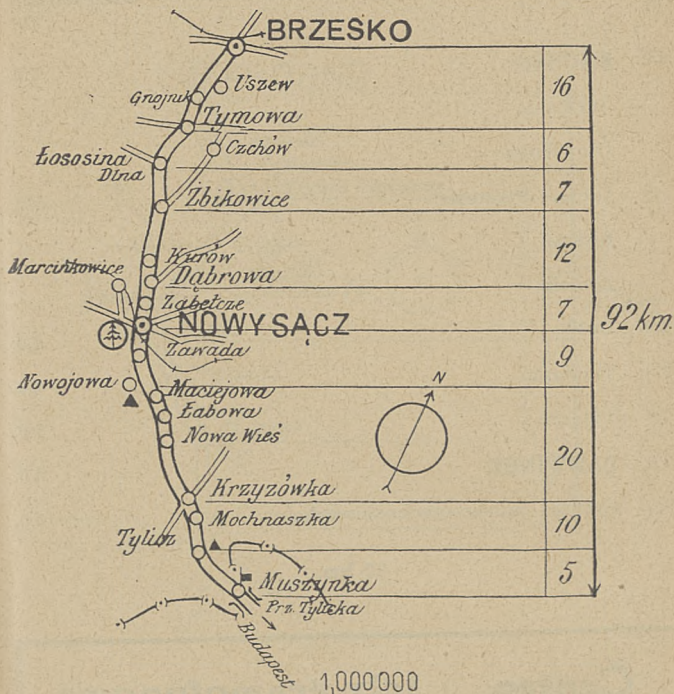 BRZESKO
Uszew
16
Gnojnik
Tymowa
Czchów
6
Łososina
Dlna
7
Żbikowice
Kurów
12
Marcinkowice
Dąbrowa
Zabełcze
7
92 km.
NOWY SĄCZ
Zawada
9
Nowojowa
Maciejowa
N
Łabowa
Nowa Wieś
20
Krzyzówka
Mochnaszka
10
Tylicz
5
Muszynka
Prz. Tylicka
Budapest
1,000000